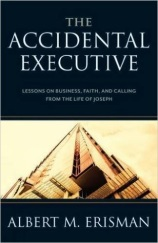 THE
ACCIDENTAL
EXECUTIVE
LESSONS ON BUSINESS, FAITH, AND CALLING
FROM THE LIFE OF JOSEPH
ALBERT M. ERISMAN